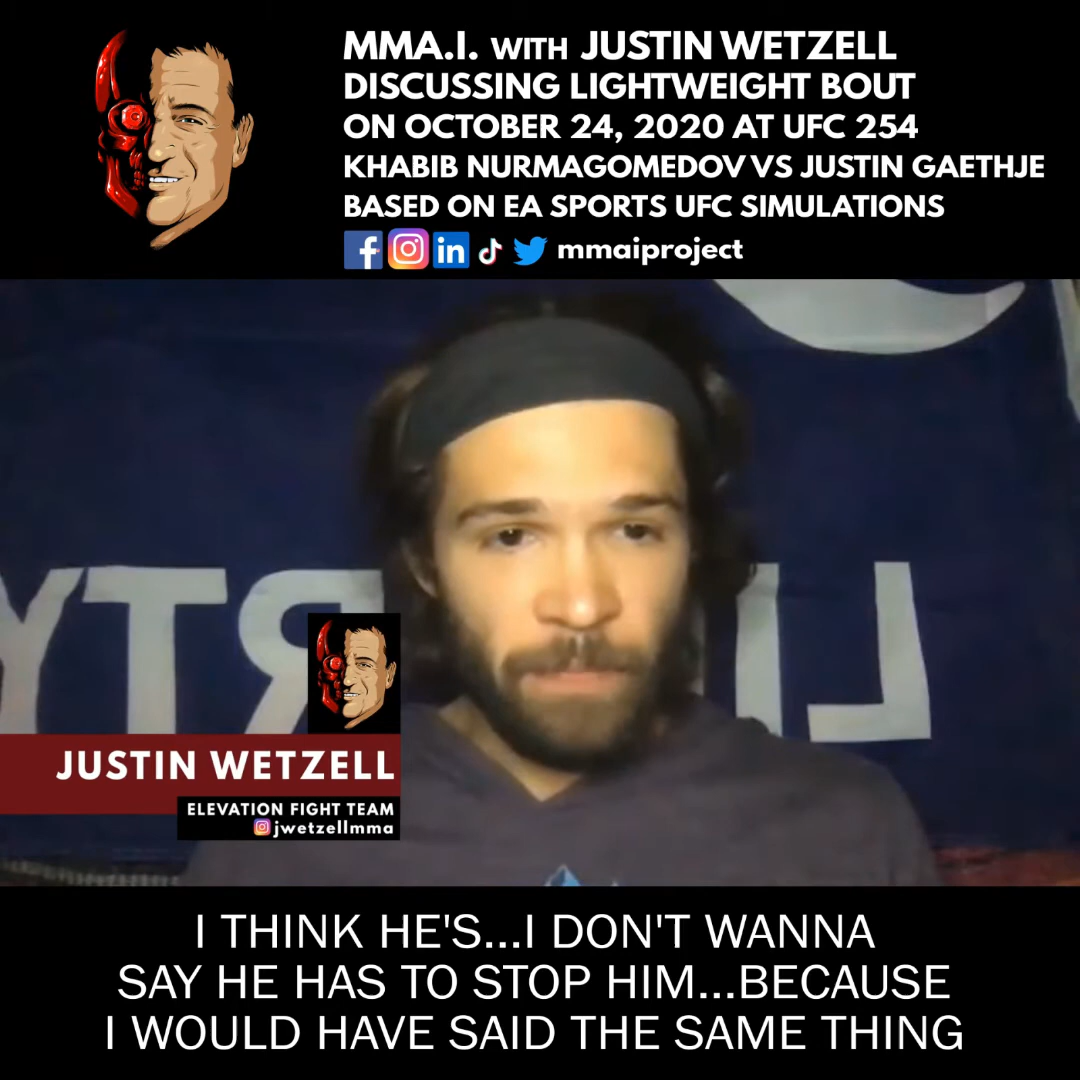 MMA.I. WITH JUSTIN WETZELL
DISCUSSING LIGHTWEIGHT BOUT
ON OCTOBER 24, 2020 AT UFC 254
KHABIB NURMAGOMEDOV VS JUSTIN GAETHJE
BASED ON EA SPORTS UFC SIMULATIONS
mmaiproject
JUSTIN WETZELL
ELEVATION FIGHT TEAM
jwetzellmma
I THINK HE'S...I DON'T WANNA
SAY HE HAS TO STOP HIM...BECAUSE
I WOULD HAVE SAID THE SAME THING